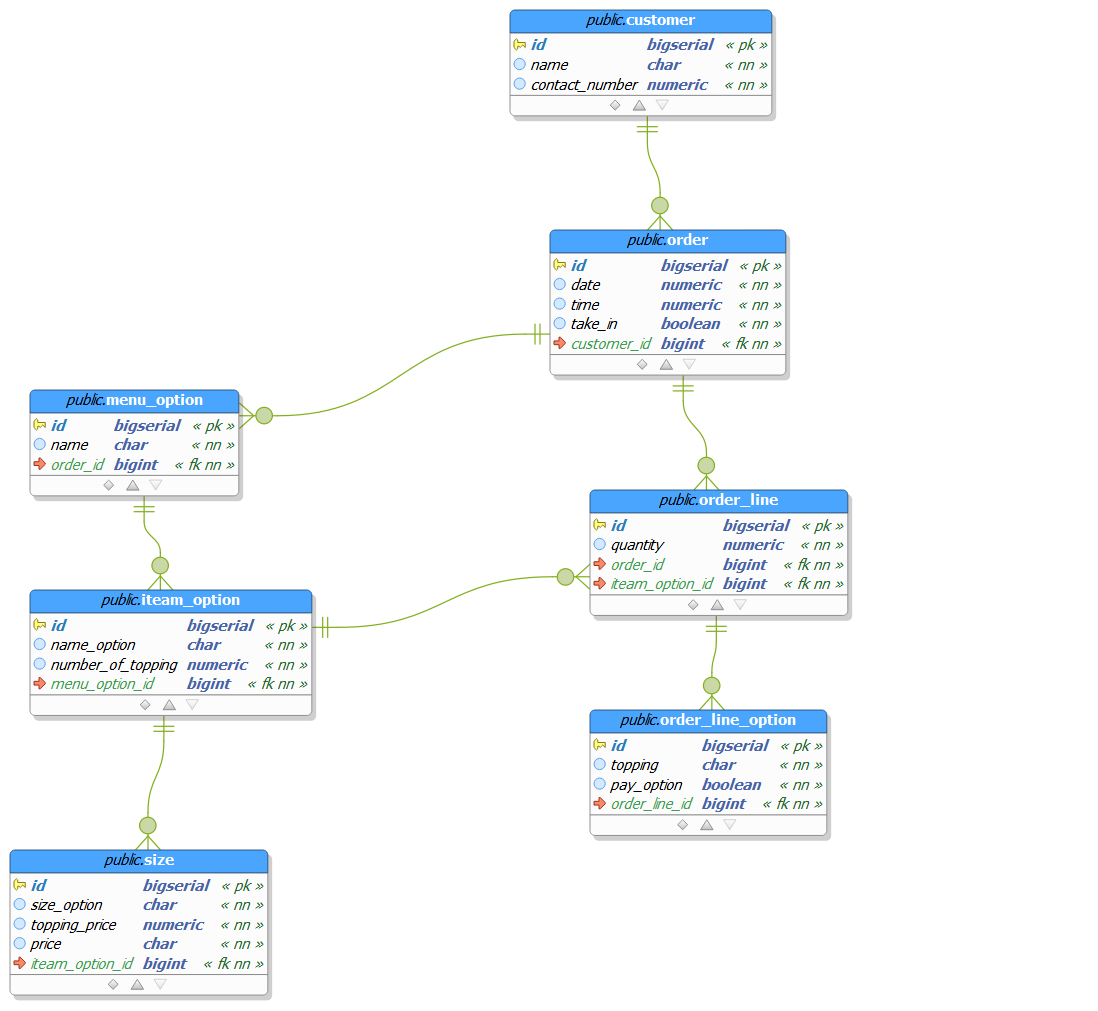 public.customer
id bigserial « pk »
name char « nn »
contact_number numeric « nn »
public.order
id bigserial « pk »
date numeric « nn »
time numeric « nn »
take_in boolean « nn »
customer_id bigint « fk nn »
public.menu_option
id bigserial « pk »
name char « nn »
order_id bigint « fk nn »
public.order_line
id bigserial « pk »
quantity numeric « nn »
order_id bigint « fk nn »
iteam_option_id bigint « fk nn »
public.iteam_option
id bigserial « pk »
name_option char « nn »
number_of_topping numeric « nn »
menu_option_id bigint « fk nn »
public.order_line_option
id bigserial « pk »
topping char « nn »
pay_option boolean « nn »
order_line_id bigint « fk nn »
public.size
id bigserial « pk »
size_option char « nn »
topping_price numeric « nn »
price char « nn »
iteam_option_id bigint « fk nn »